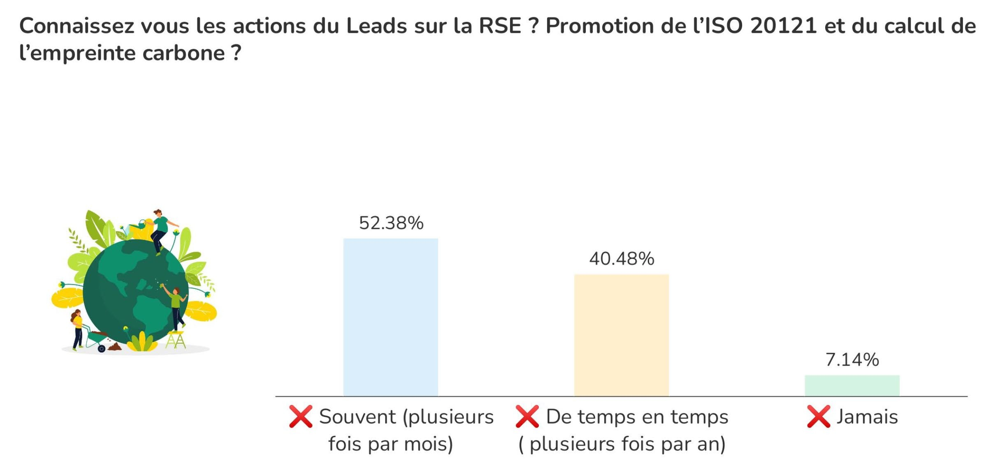 Connaissez vous les actions du Leads sur la RSE ? Promotion de l’ISO 20121 et du calcul de
l’empreinte carbone ?
52.38%
40.48%
7.14%
❌ Souvent (plusieurs
fois par mois)
❌ De temps en temps
( plusieurs fois par an)
❌ Jamais